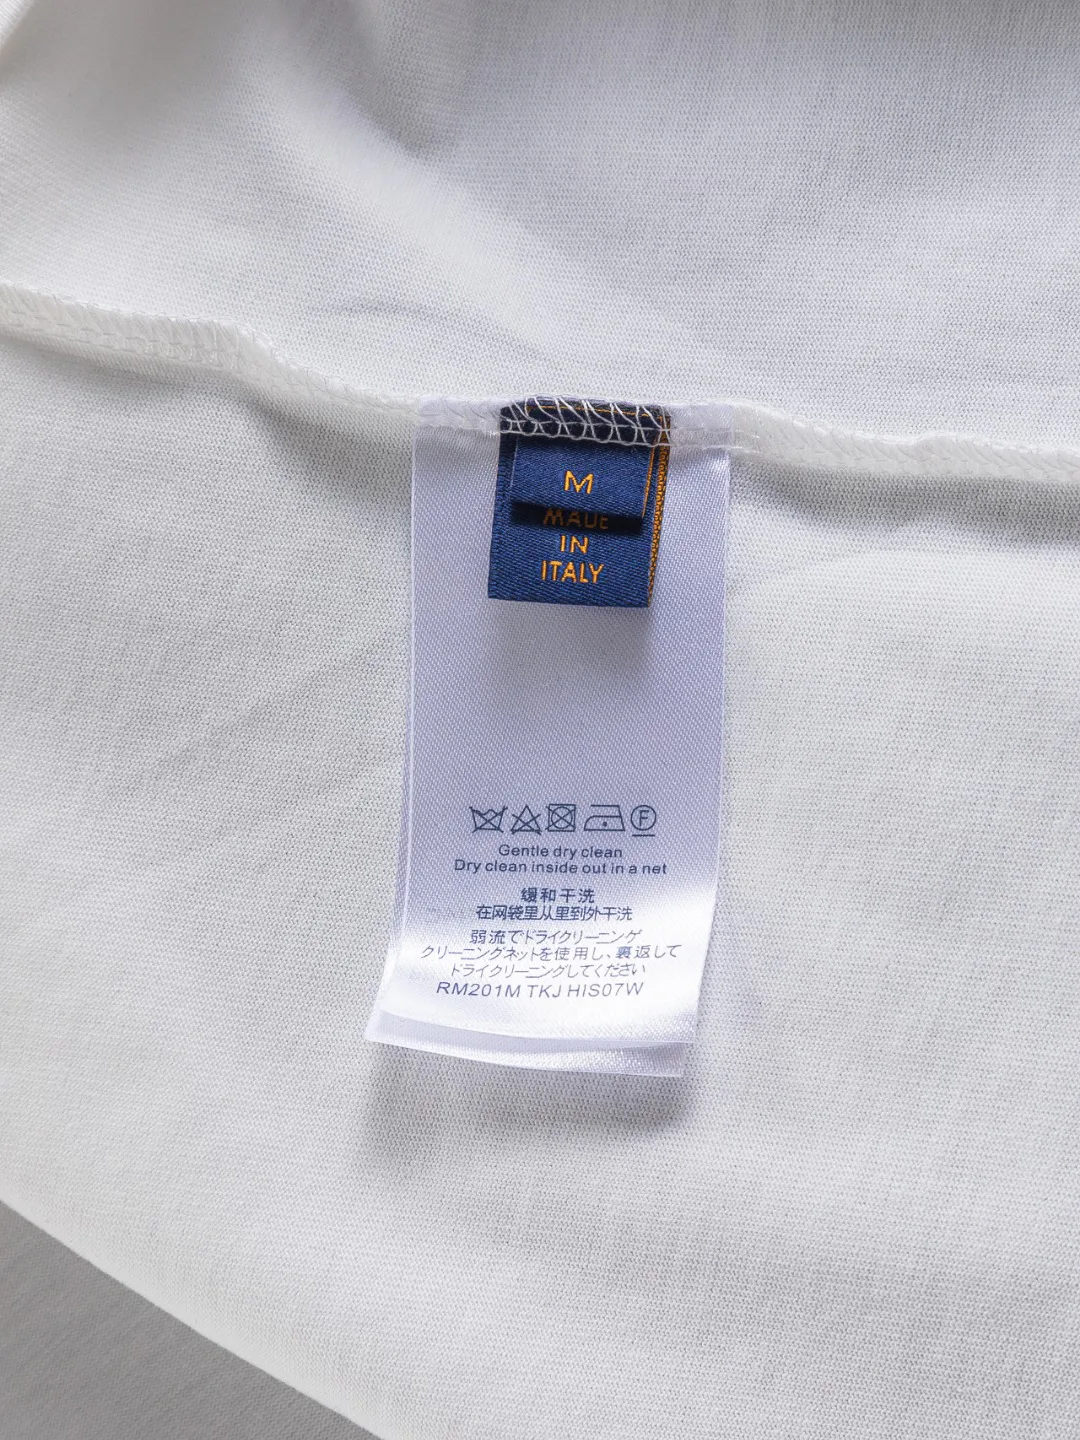 M
MADE
IN
ITALY
F
Gentle dry clean
Dry clean inside out in a net
缓和干洗
在网袋里从里到外干洗
弱流でドライクリーニング
クリーニングネットを使用し、裏返して
ドライクリーニングしてください
RM201M TKJ HIS07W